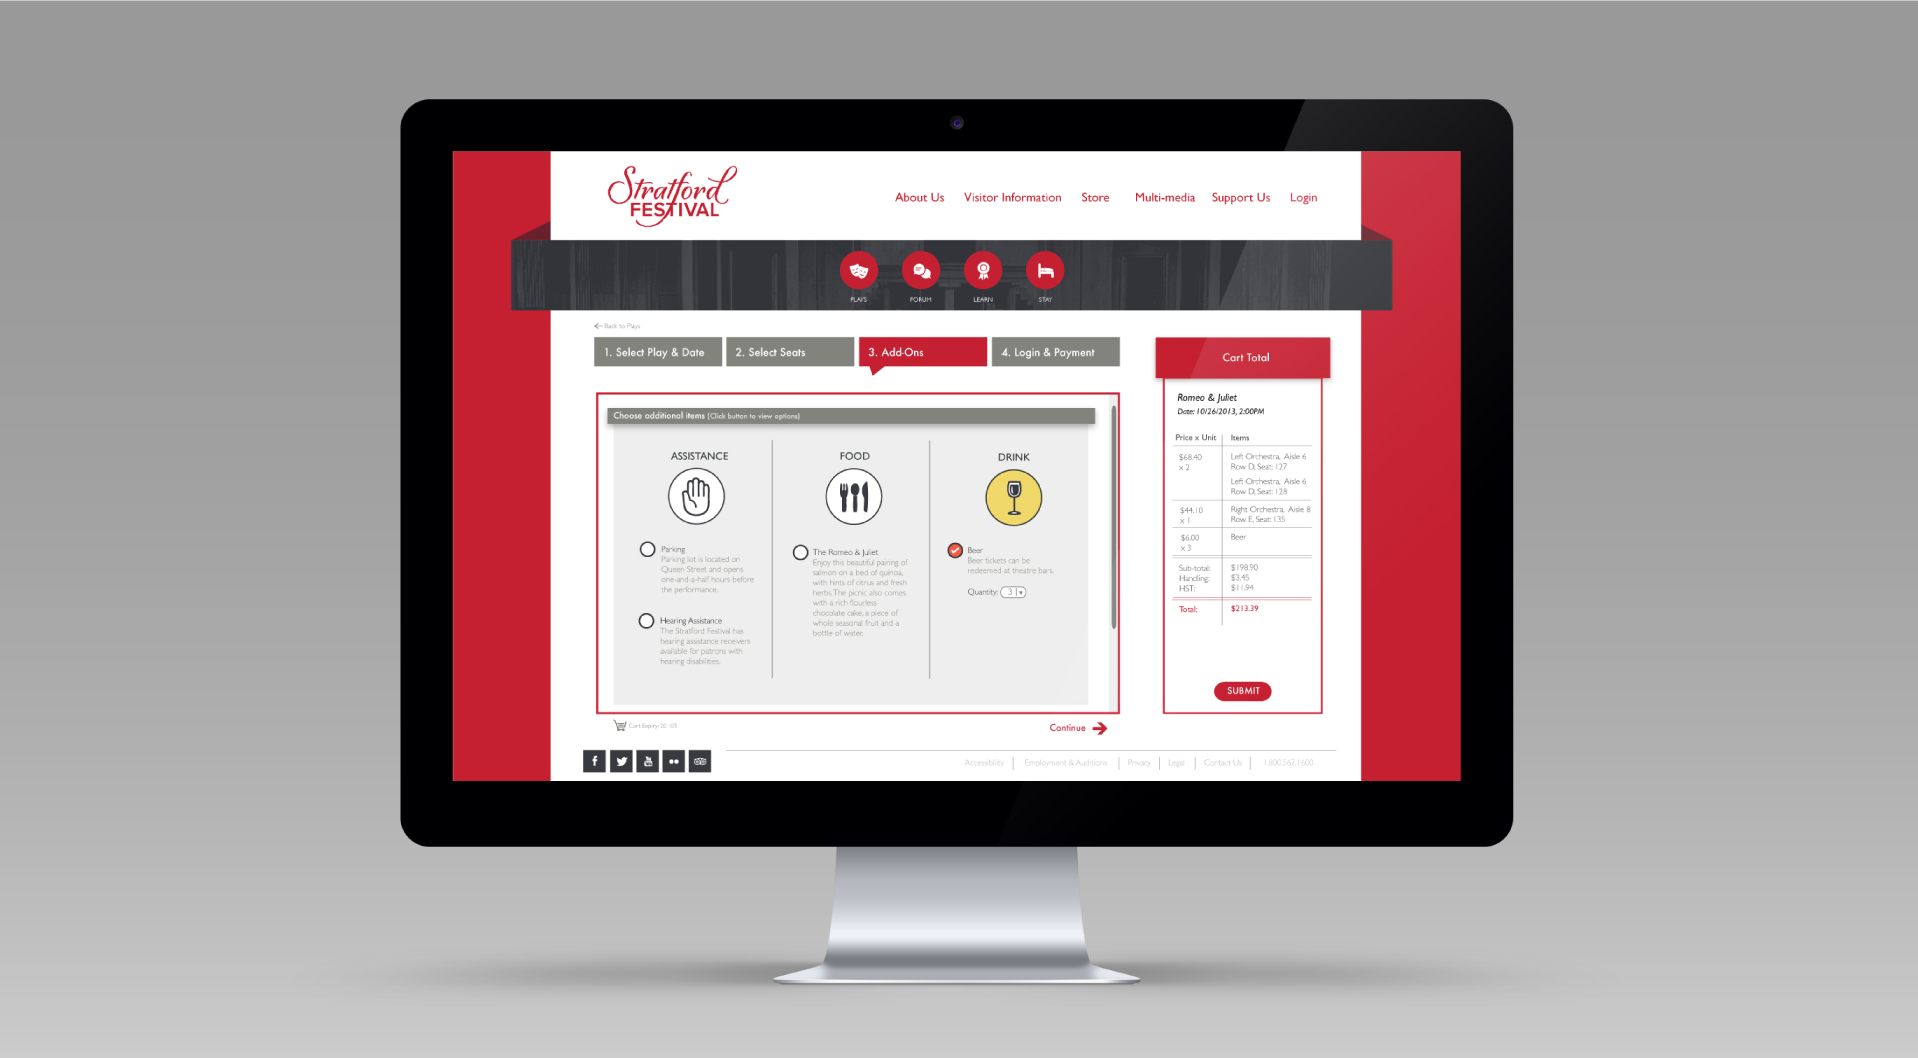 Stratford
FESTIVAL
About Us
Visitor Information
Store
Multi-media
Support Us
Login
PLAYS
FORUM
LEARN
STAY
Back to Plays
1. Select Play & Date
2. Select Seats
3. Add-Ons
4. Login & Payment
Choose additional items (Click button to view options)
ASSISTANCE
Parking
Parking lot is located on
Queen Street and opens
one-and-a-half hours before
the performance.
Hearing Assistance
The Stratford Festival has
hearing assistance receivers
available for patrons with
hearing disabilities.
FOOD
The Romeo & Juliet
Enjoy this beautiful pairing of
salmon on a bed of quinoa,
with hints of citrus and fresh
herbs. The picnic also comes
with a rich flourless
chocolate cake, a piece of
whole seasonal fruit and a
bottle of water.
DRINK
Beer
Beer tickets can be
redeemed at theatre bars.
Quantity: 3
Cart Expiry: 20:03
Continue
Cart Total
Romeo & Juliet
Date: 10/26/2013, 2:00PM
Price x Unit Items
$68.40 Left Orchestra, Aisle 6
x 2 Row D, Seat: 127
Left Orchestra, Aisle 6
Row D, Seat: 128
$44.10 Right Orchestra, Aisle 8
x 1 Row E, Seat: 135
$6.00 Beer
x 3
Sub-total: $198.90
Handling: $3.45
HST: $11.94
Total: $213.39
SUBMIT
Accessibility
Employment & Auditions
Privacy
Legal
Contact Us
1.800.567.1600